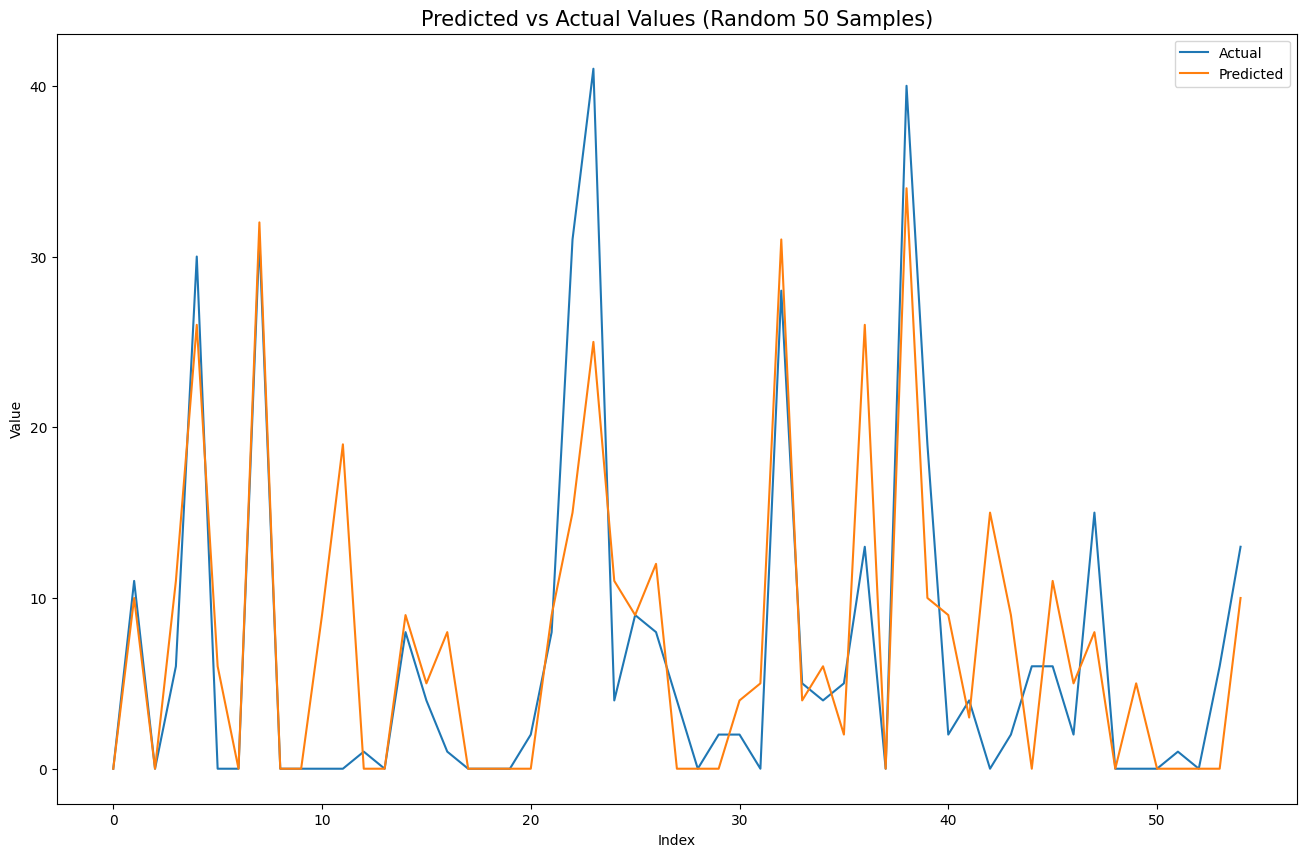 Predicted vs Actual Values (Random 50 Samples)
Actual
Predicted
40
30
20
10
0
Value
0 10 20 30 40 50
Index